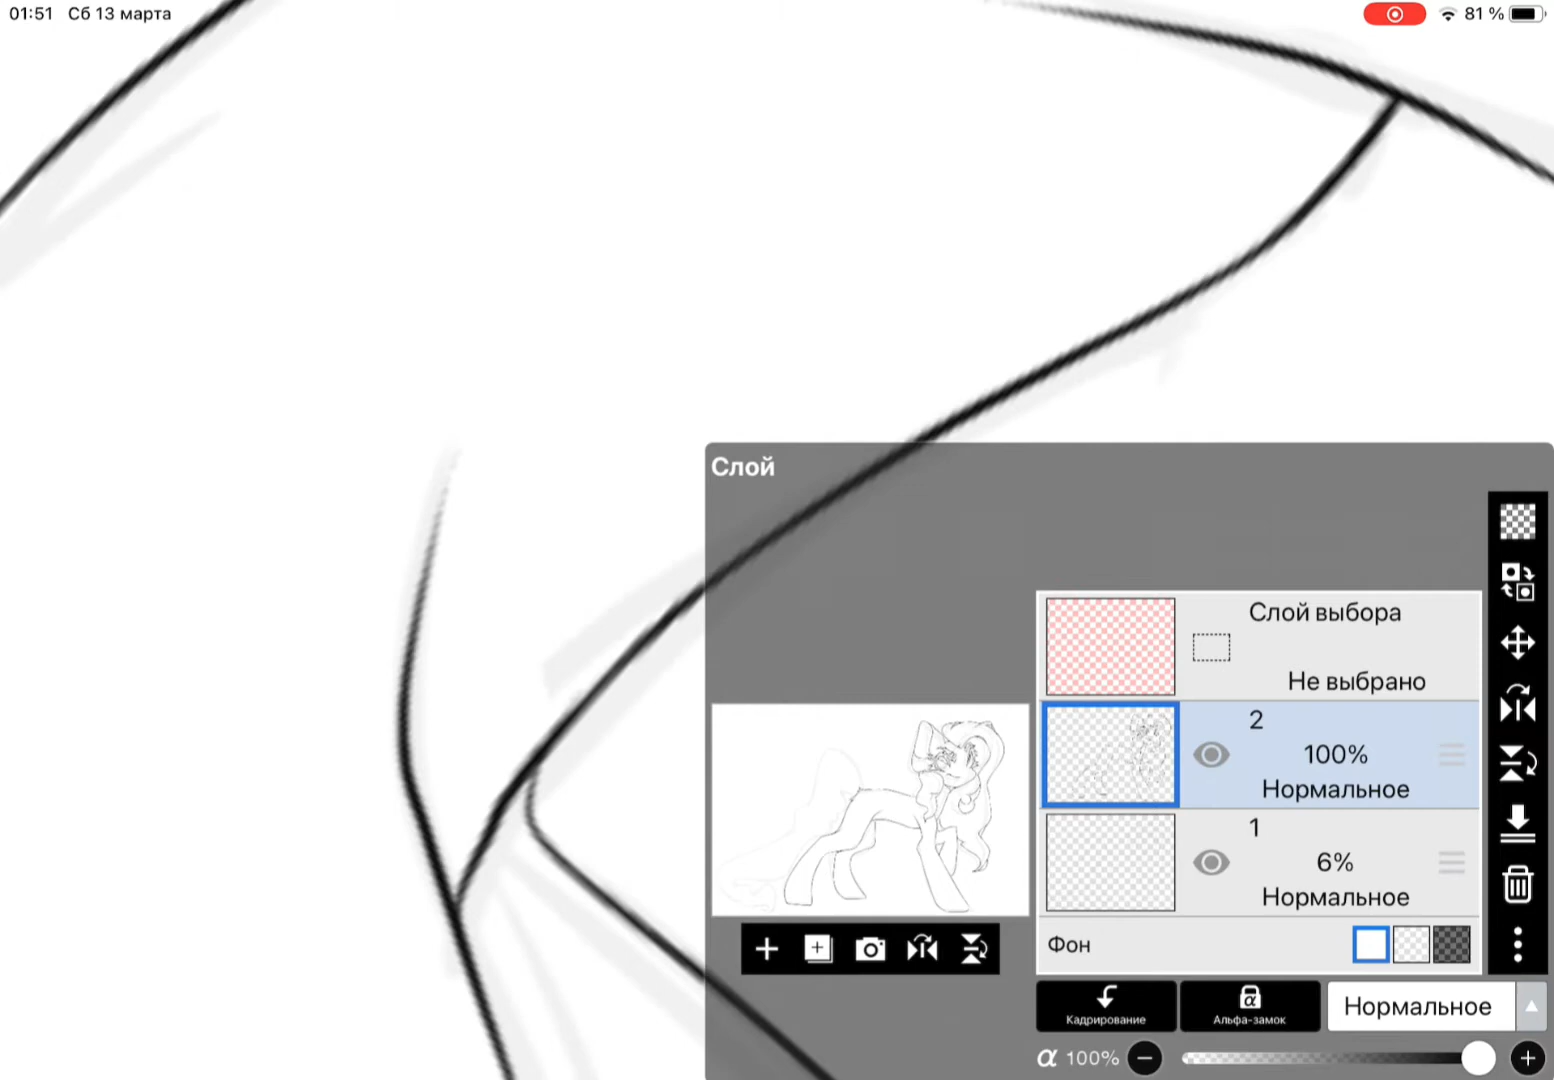 01:51 Сб 13 марта
81 %
Слой
Слой выбора
Не выбрано
2
100%
Нормальное
1
6%
Нормальное
Фон
Кадрирование
Альфа-замок
Нормальное
α 100%